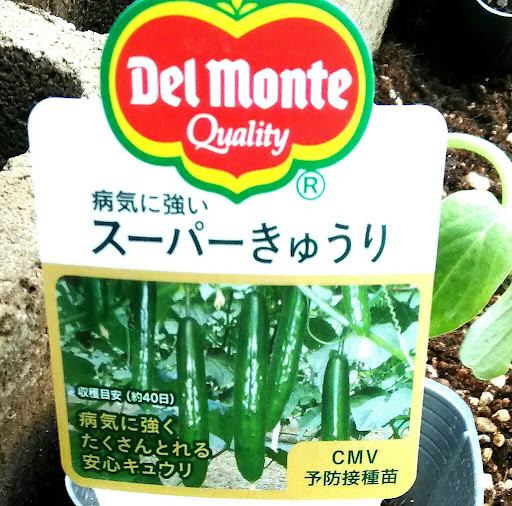 Del Monte
Quality
®
病気に強い
スーパーきゅうり
収穫目安(約40日)
病気に強く
たくさんとれる
安心キュウリ
CMV
予防接種苗